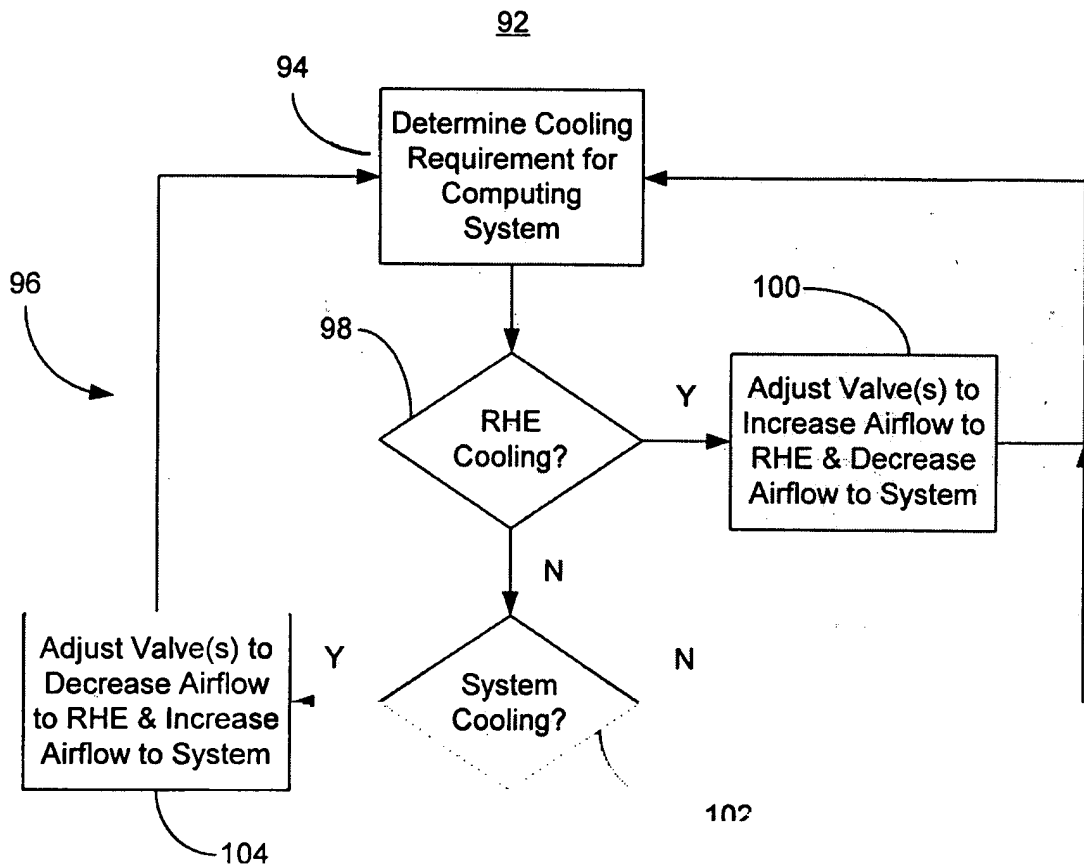 92
94
Determine Cooling
Requirement for
Computing
System
96
98
100
RHE
Cooling?
Y
Adjust Valve(s) to
Increase Airflow to
RHE & Decrease
Airflow to System
N
Adjust Valve(s) to
Decrease Airflow
to RHE & Increase
Airflow to System
Y
System
Cooling?
N
102
104